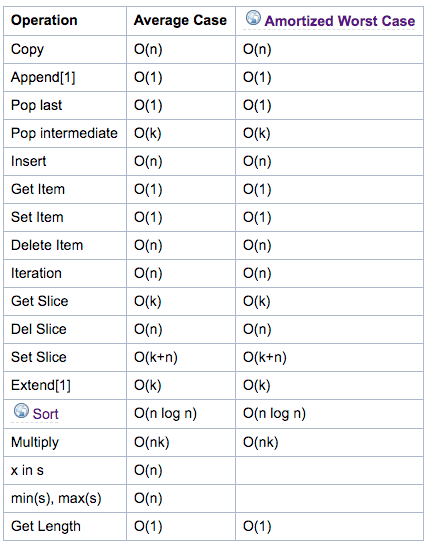 Operation Average Case Amortized Worst Case
Copy O(n) O(n)
Append[1] O(1) O(1)
Pop last O(1) O(1)
Pop intermediate O(k) O(k)
Insert O(n) O(n)
Get Item O(1) O(1)
Set Item O(1) O(1)
Delete Item O(n) O(n)
Iteration O(n) O(n)
Get Slice O(k) O(k)
Del Slice O(n) O(n)
Set Slice O(k+n) O(k+n)
Extend[1] O(k) O(k)
Sort O(n log n) O(n log n)
Multiply O(nk) O(nk)
x in s O(n)
min(s), max(s) O(n)
Get Length O(1) O(1)